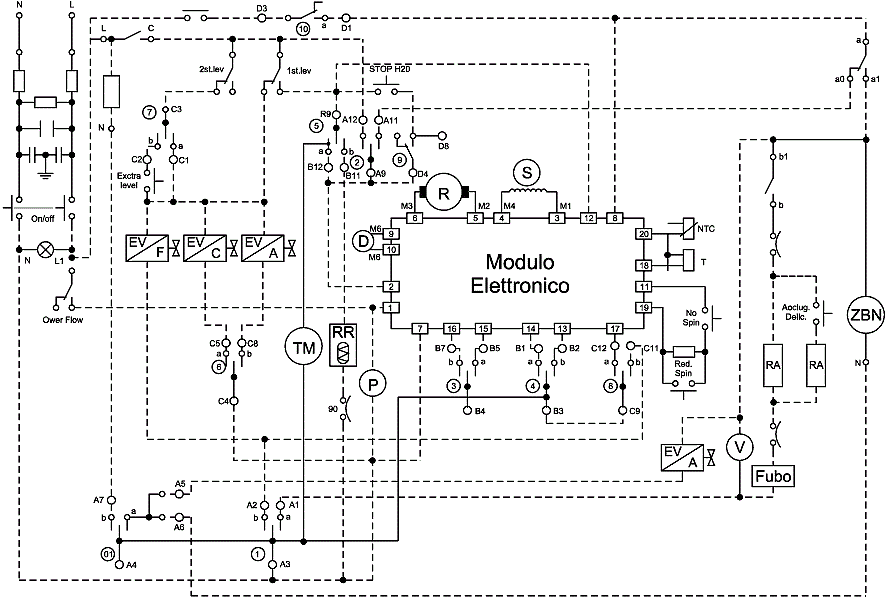 N L
D3
10 a D1
L C
a
2st.lev
1st.lev
STOP H20
a0 a1
7 C3
R9
A12 A11
5
N
b a
a b
2
9
D8
C2 C1
B12 B11 A9 D4
S
b1
Exctra
level
R
b
M3 M2 M4 M1
6 5 4 3 12 8
On/off
EV F
EV C
EV A
D
M6
9
20 NTC
M6
10
18 T
N L1
Modulo
Elettronico
2
11
No
Spin
Aoclug.
Delic.
ZBN
Ower Flow
1
19
7 16 15 14 13 17
C5 C8
TM
RR
B7 B5 B1 B2 C12 C11
Red.
Spin
RA RA
N
a b
6
P
b a
b a
a b
3 4 8
C4
90
B4 B3 C9
V
EV A
Fubo
A5
A7
A2 A1
b a
A6
b a
01
A4
1
A3